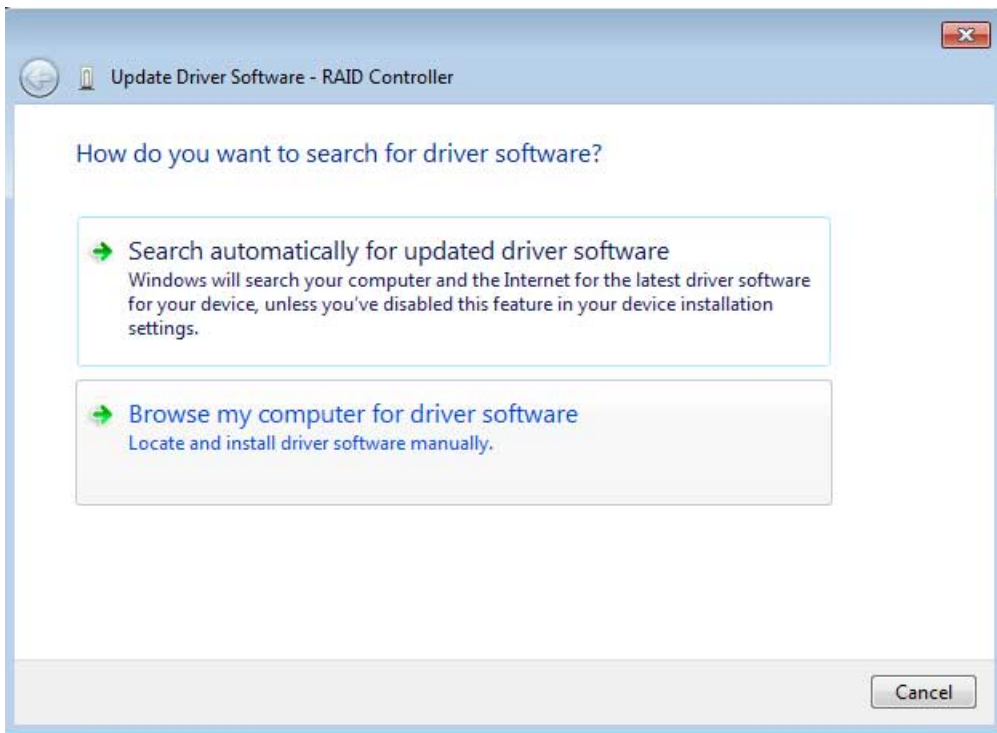 Update Driver Software - RAID Controller
How do you want to search for driver software?
Search automatically for updated driver software
Windows will search your computer and the Internet for the latest driver software
for your device, unless you've disabled this feature in your device installation
settings.
Browse my computer for driver software
Locate and install driver software manually.
Cancel